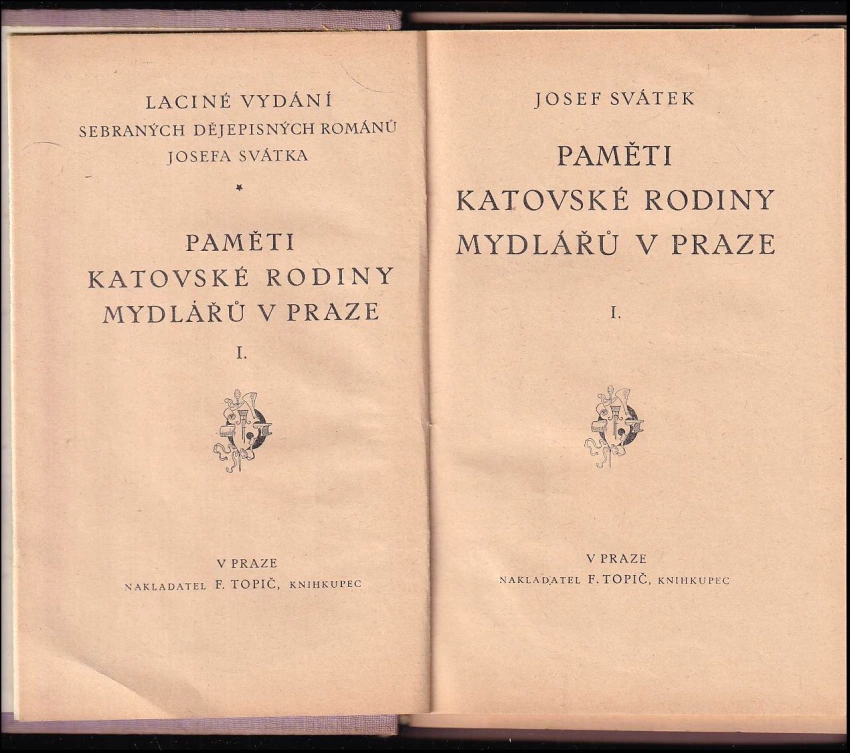 LACINÉ VYDÁNÍ
SEBRANÝCH DĚJEPISNÝCH ROMÁNŮ
JOSEFA SVÁTKA
★
PAMĚTI
KATOVSKÉ RODINY
MYDLÁŘŮ V PRAZE
I.
V PRAZE
NAKLADATEL F. TOPIČ, KNIHKUPEC
JOSEF SVÁTEK
PAMĚTI
KATOVSKÉ RODINY
MYDLÁŘŮ V PRAZE
I.
V PRAZE
NAKLADATEL F. TOPIČ, KNIHKUPEC